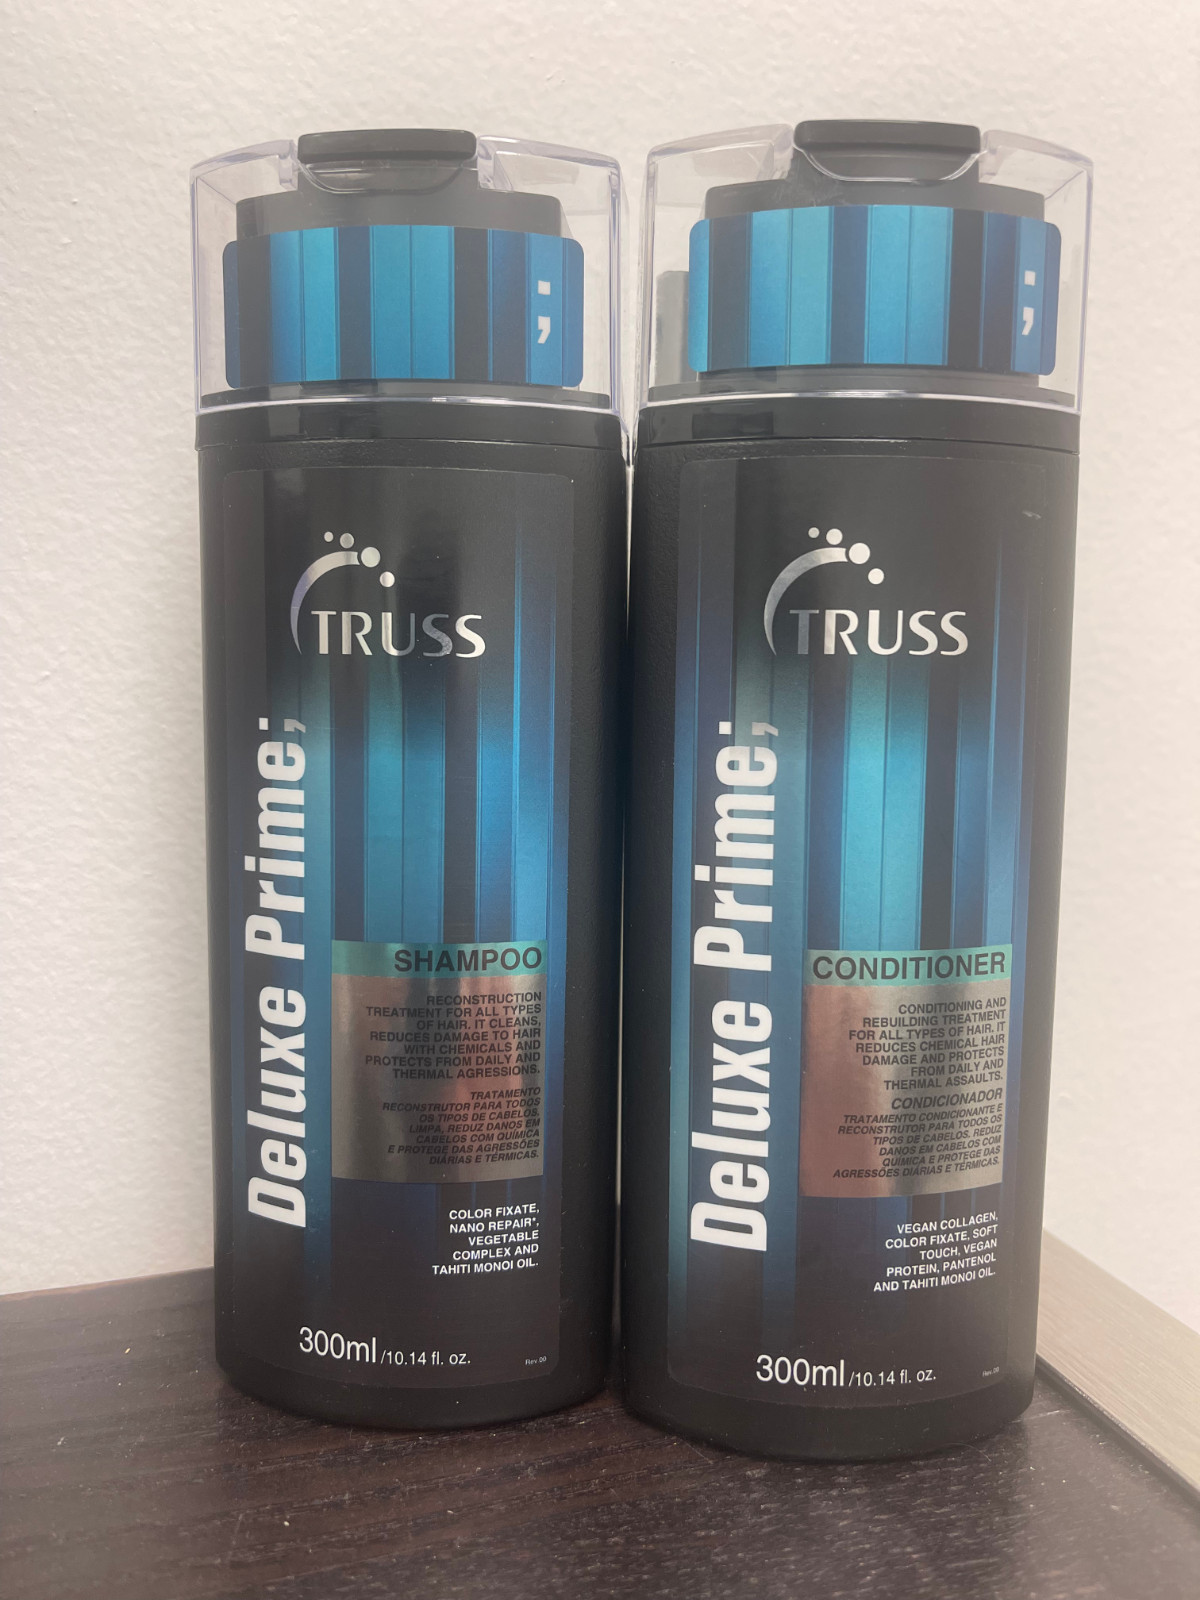 ;
TRUSS
Deluxe Prime;
SHAMPOO
RECONSTRUCTION
TREATMENT FOR ALL TYPES
OF HAIR. IT CLEANS,
REDUCES DAMAGE TO HAIR
WITH CHEMICALS AND
PROTECTS FROM DAILY AND
THERMAL AGRESSIONS.
TRATAMENTO
RECONSTRUTOR PARA TODOS
OS TIPOS DE CABELOS.
LIMPA, REDUZ DANOS EM
CABELOS COM QUÍMICA
E PROTEGE DAS AGRESSÕES
DIÁRIAS E TÉRMICAS.
COLOR FIXATE,
NANO REPAIR*,
VEGETABLE
COMPLEX AND
TAHITI MONOI OIL.
300ml/10.14 fl. oz.
Rev.00
;
TRUSS
Deluxe Prime;
CONDITIONER
CONDITIONING AND
REBUILDING TREATMENT
FOR ALL TYPES OF HAIR. IT
REDUCES CHEMICAL HAIR
DAMAGE AND PROTECTS
FROM DAILY AND
THERMAL ASSAULTS.
CONDICIONADOR
TRATAMENTO CONDICIONANTE E
RECONSTRUTOR PARA TODOS OS
TIPOS DE CABELOS. REDUZ
DANOS EM CABELOS COM
QUÍMICA E PROTEGE DAS
AGRESSÕES DIÁRIAS E TÉRMICAS.
VEGAN COLLAGEN,
COLOR FIXATE, SOFT
TOUCH, VEGAN
PROTEIN, PANTENOL
AND TAHITI MONOI OIL.
300ml/10.14 fl. oz.
Rev.00